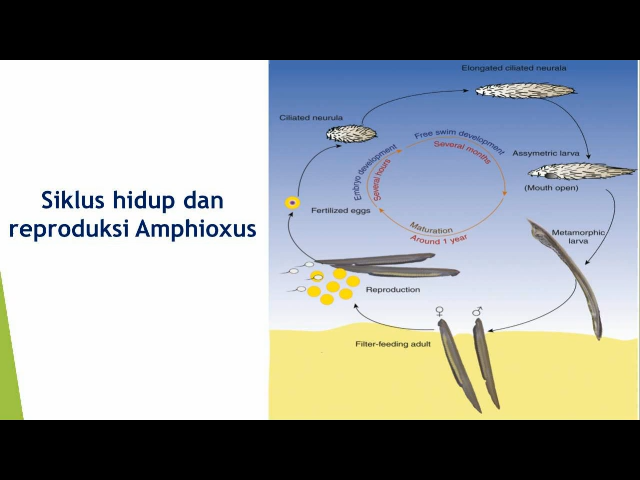 Siklus hidup dan
reproduksi Amphioxus
Elongated ciliated neurala
Ciliated neurula
Free swim development
Several months
Embryo development
Several hours
Assymetric larva
(Mouth open)
Fertilized eggs
Maturation
Around 1 year
Metamorphic
larva
Reproduction
♀ ♂
Filter-feeding adult